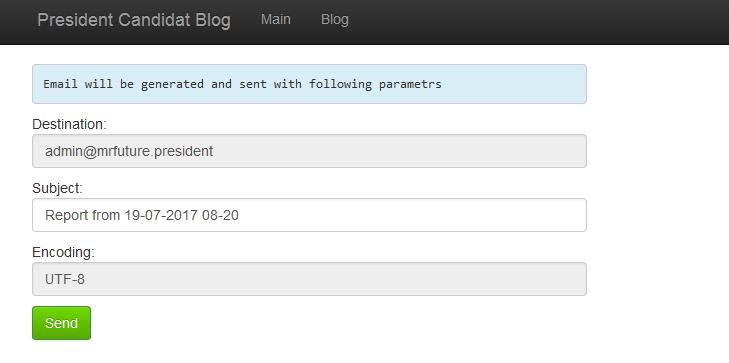 President Candidat Blog Main Blog
Email will be generated and sent with following parametrs
Destination:
admin@mrfuture.president
Subject:
Report from 19-07-2017 08-20
Encoding:
UTF-8
Send